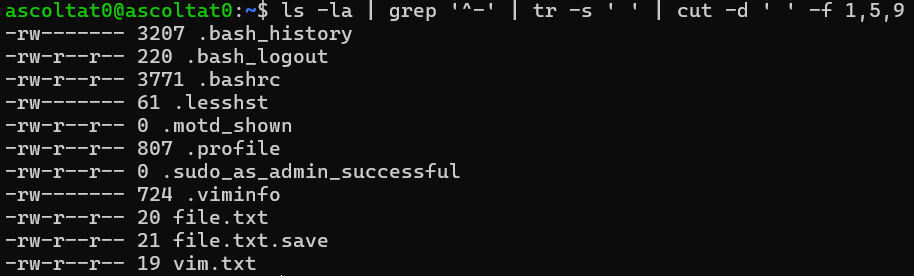 ascoltat0@ascoltat0:~$ ls -la | grep '^-' | tr -s ' ' | cut -d ' ' -f 1,5,9
-rw------- 3207 .bash_history
-rw-r--r-- 220 .bash_logout
-rw-r--r-- 3771 .bashrc
-rw------- 61 .lesshst
-rw-r--r-- 0 .motd_shown
-rw-r--r-- 807 .profile
-rw-r--r-- 0 .sudo_as_admin_successful
-rw------- 724 .viminfo
-rw-r--r-- 20 file.txt
-rw-r--r-- 21 file.txt.save
-rw-r--r-- 19 vim.txt